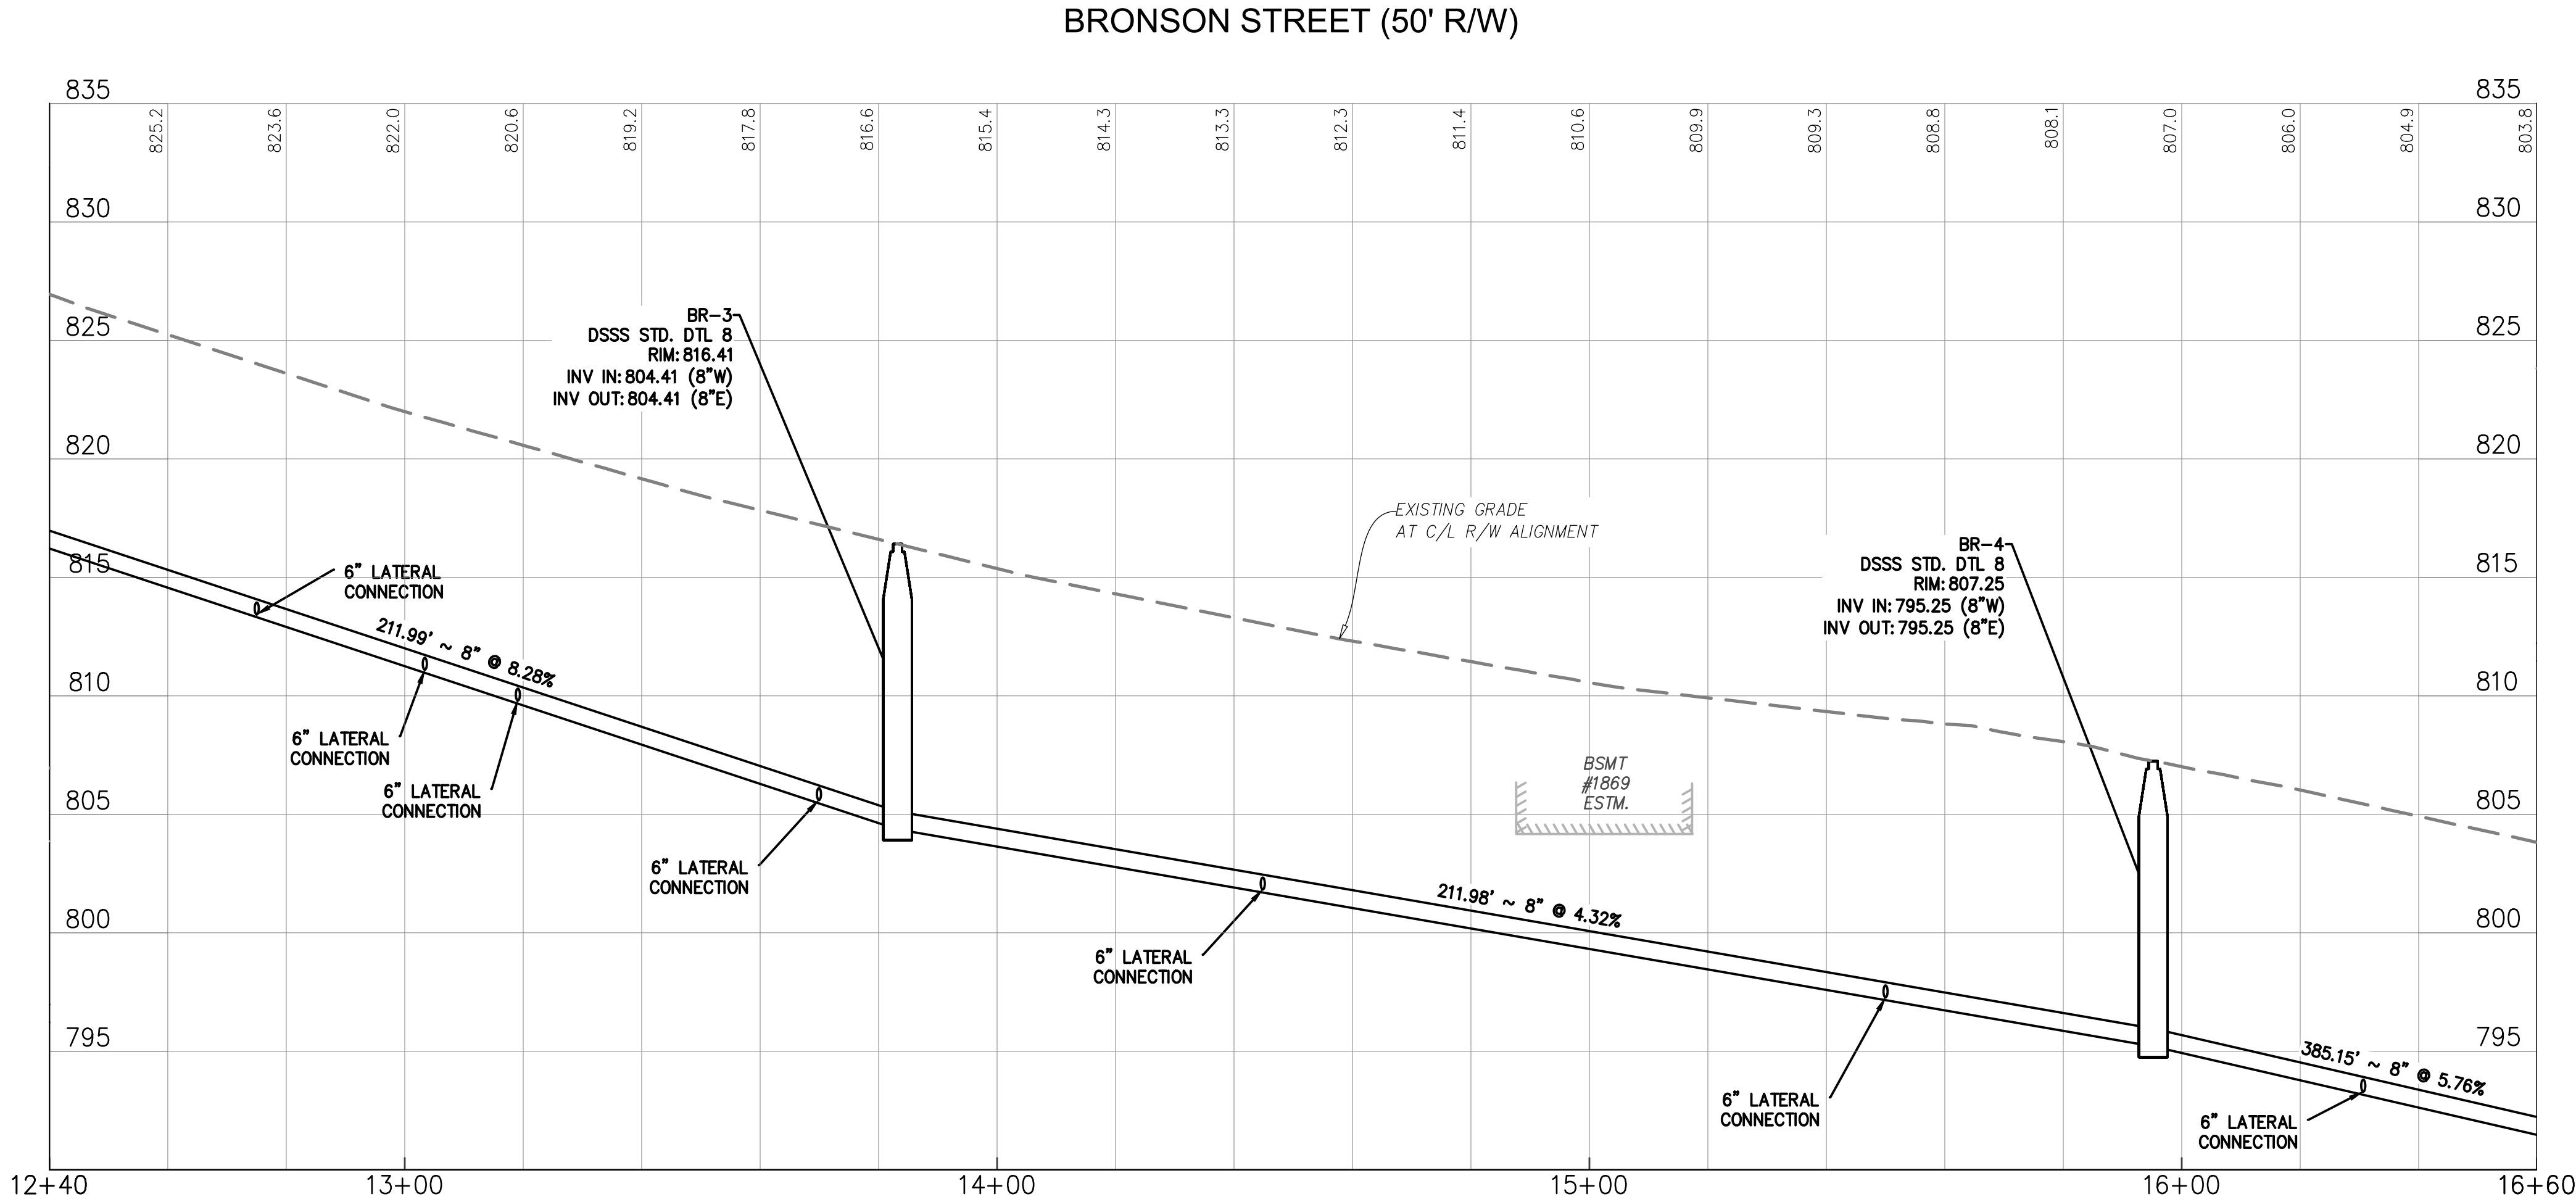 BRONSON STREET (50' R/W)
835
835
825.2
823.6
822.0
820.6
819.2
817.8
816.6
815.4
814.3
813.3
812.3
811.4
810.6
809.9
809.3
808.8
808.1
807.0
806.0
804.9
803.8
830
830
BR-3
DSSS STD. DTL 8
RIM: 816.41
INV IN: 804.41 (8"W)
INV OUT: 804.41 (8"E)
825
825
820
820
EXISTING GRADE
AT C/L R/W ALIGNMENT
BR-4
DSSS STD. DTL 8
RIM: 807.25
INV IN: 795.25 (8"W)
INV OUT: 795.25 (8"E)
815
815
6" LATERAL
CONNECTION
211.99' ~ 8" @ 8.28%
810
810
6" LATERAL
CONNECTION
6" LATERAL
CONNECTION
BSMT
#1869
ESTM.
805
805
6" LATERAL
CONNECTION
211.98' ~ 8" @ 4.32%
800
800
6" LATERAL
CONNECTION
795
795
385.15' ~ 8" @ 5.76%
6" LATERAL
CONNECTION
6" LATERAL
CONNECTION
12+40
13+00
14+00
15+00
16+00
16+60